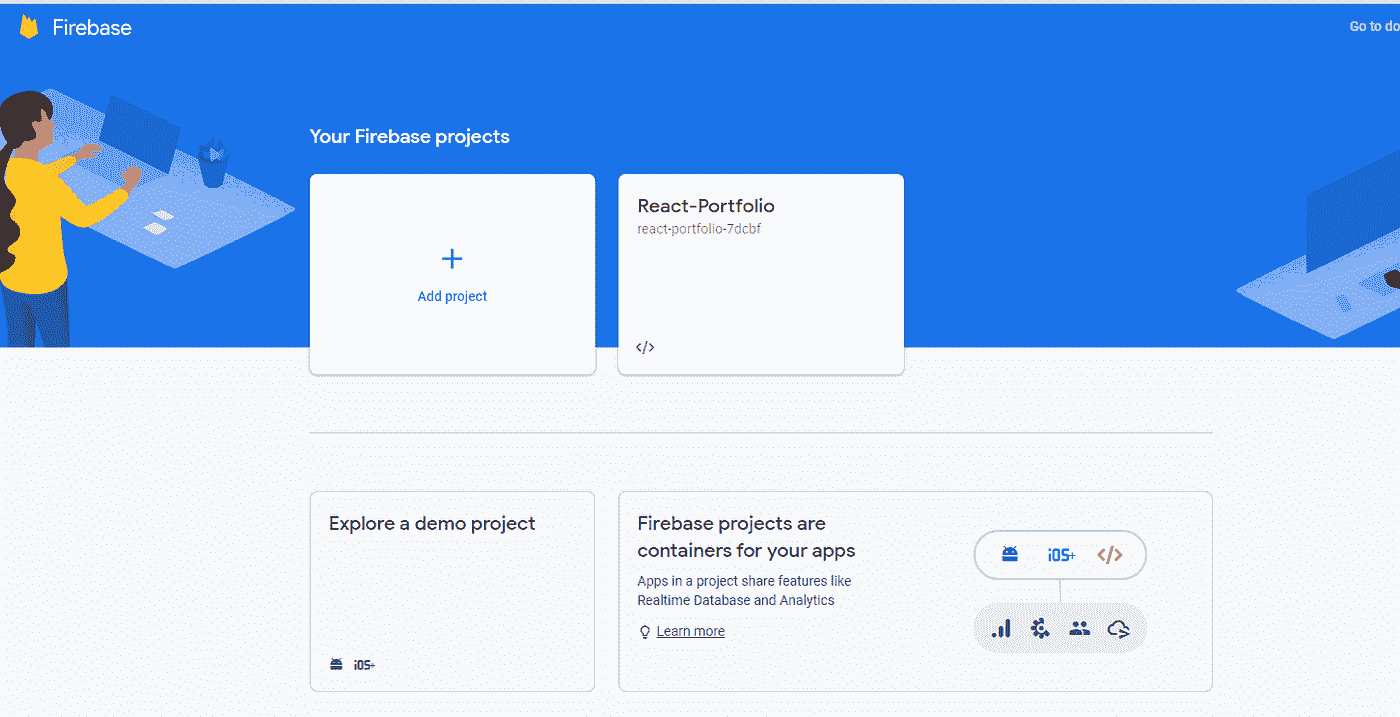 Firebase
Go to do
Your Firebase projects
Add project
React-Portfolio
react-portfolio-7dcbf
</>
Explore a demo project
iOS+
Firebase projects are
containers for your apps
Apps in a project share features like
Realtime Database and Analytics
Learn more
iOS+ </>